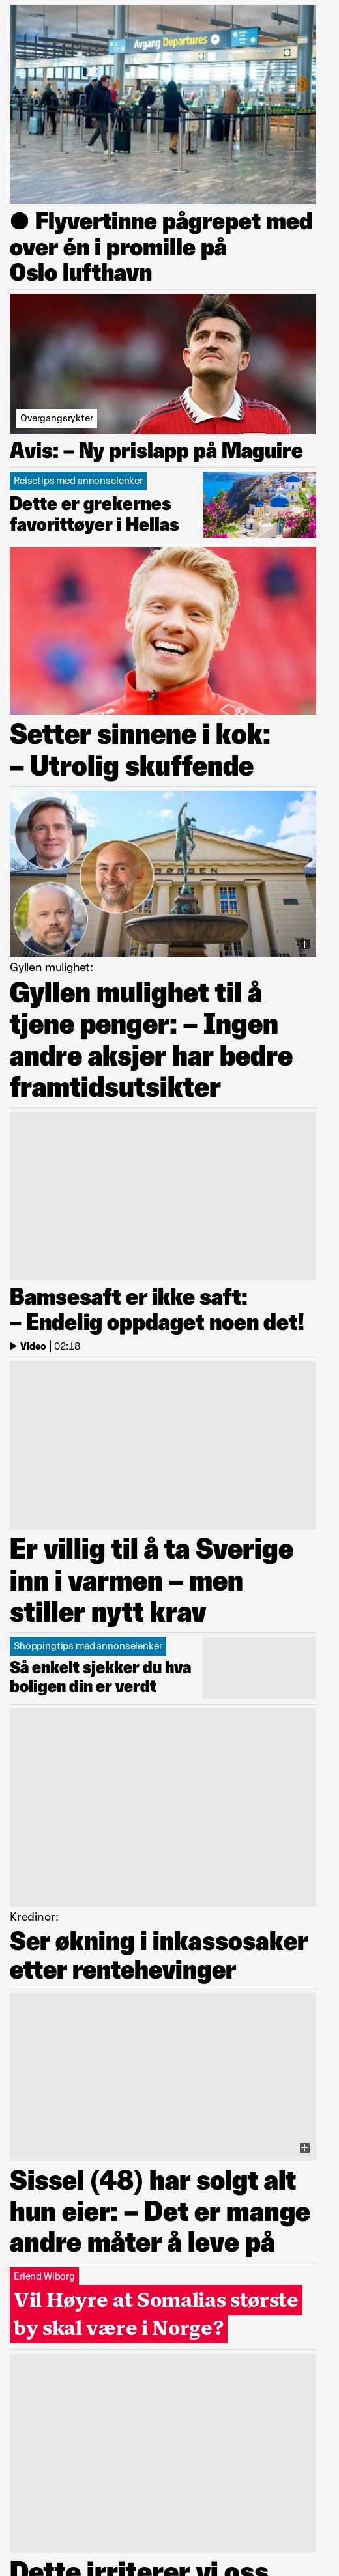 Avgang Departures
● Flyvertinne pågrepet med
over én i promille på
Oslo lufthavn
Overgangsrykter
Avis: – Ny prislapp på Maguire
Reisetips med annonselenker
Dette er grekernes
favorittøyer i Hellas
Setter sinnene i kok:
– Utrolig skuffende
BØRSEN
Gyllen mulighet:
Gyllen mulighet til å
tjene penger: – Ingen
andre aksjer har bedre
framtidsutsikter
Bamsesaft er ikke saft:
– Endelig oppdaget noen det!
Video | 02:18
Er villig til å ta Sverige
inn i varmen – men
stiller nytt krav
Shoppingtips med annonselenker
Så enkelt sjekker du hva
boligen din er verdt
Kredinor:
Ser økning i inkassosaker
etter rentehevinger
Sissel (48) har solgt alt
hun eier: – Det er mange
andre måter å leve på
Erlend Wiborg
Vil Høyre at Somalias største
by skal være i Norge?
Dette irriterer vi oss